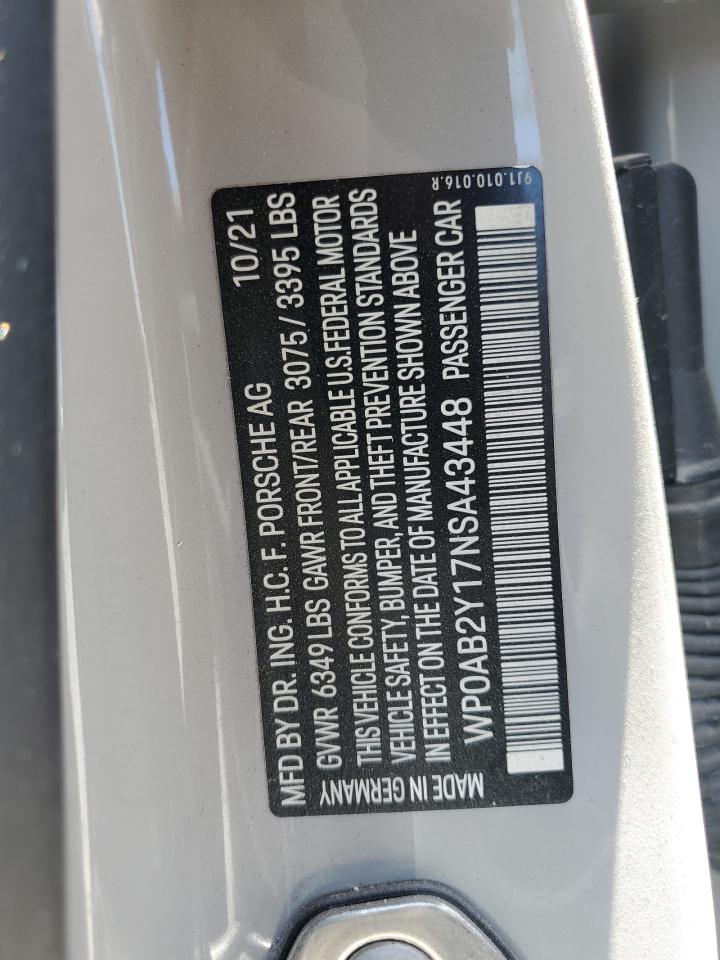 MFD BY DR. ING. H.C. F. PORSCHE AG 10/21
GVWR 6349 LBS GAWR FRONT/REAR 3075 / 3395 LBS
THIS VEHICLE CONFORMS TO ALL APPLICABLE U.S. FEDERAL MOTOR
VEHICLE SAFETY, BUMPER, AND THEFT PREVENTION STANDARDS
IN EFFECT ON THE DATE OF MANUFACTURE SHOWN ABOVE
WP0AB2Y17NSA43448 PASSENGER CAR
MADE IN GERMANY
9J1.010.016.R